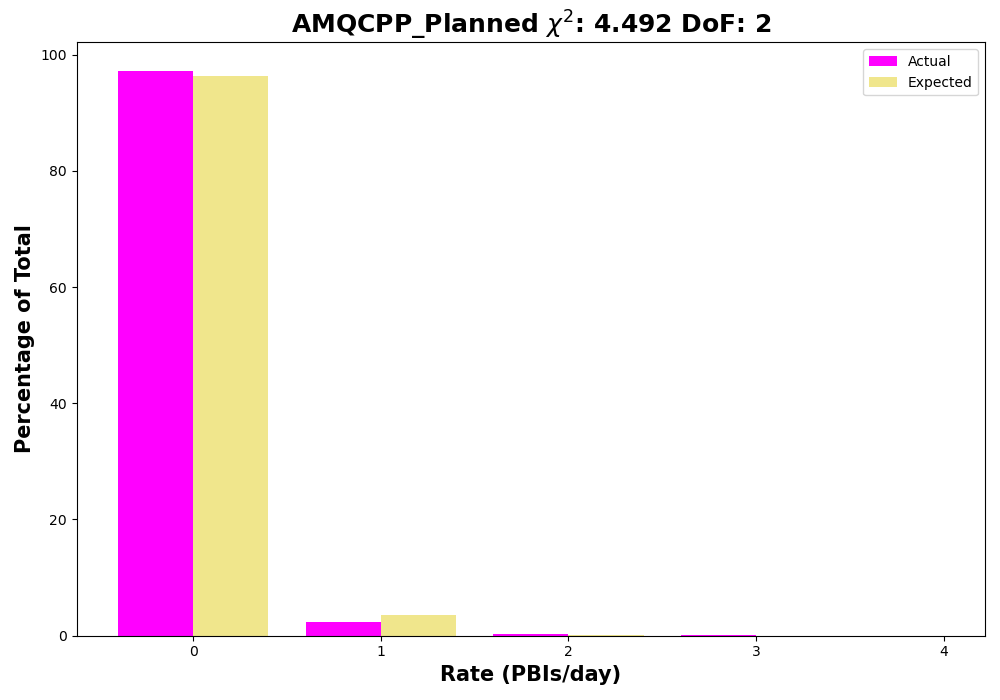 AMQCPP_Planned χ²: 4.492 DoF: 2
Actual
Expected
Percentage of Total
100
80
60
40
20
0
0 1 2 3 4
Rate (PBIs/day)